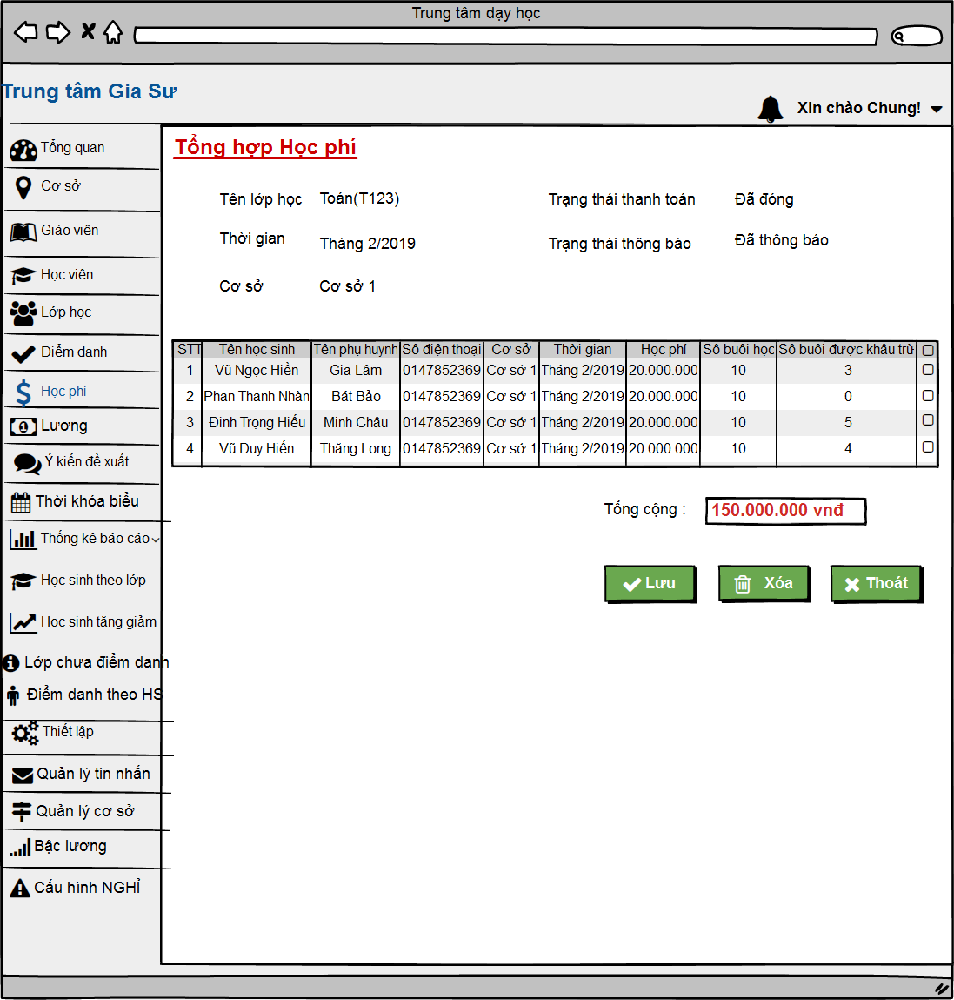 Trung tâm dạy học
Trung tâm Gia Sư
Xin chào Chung!
Tổng quan
Cơ sở
Giáo viên
Học viên
Lớp học
Điểm danh
Học phí
Lương
Ý kiến đề xuất
Thời khóa biểu
Thống kê báo cáo
Học sinh theo lớp
Học sinh tăng giảm
Lớp chưa điểm danh
Điểm danh theo HS
Thiết lập
Quản lý tin nhắn
Quản lý cơ sở
Bậc lương
Cấu hình NGHỈ
Tổng hợp Học phí
Tên lớp học Toán(T123) Trạng thái thanh toán Đã đóng
Thời gian Tháng 2/2019 Trạng thái thông báo Đã thông báo
Cơ sở Cơ sở 1
STT Tên học sinh Tên phụ huynh Số điện thoại Cơ sở Thời gian Học phí Số buổi học Số buổi được khấu trừ
1 Vũ Ngọc Hiền Gia Lâm 0147852369 Cơ sở 1 Tháng 2/2019 20.000.000 10 3
2 Phan Thanh Nhàn Bát Bảo 0147852369 Cơ sở 1 Tháng 2/2019 20.000.000 10 0
3 Đinh Trọng Hiếu Minh Châu 0147852369 Cơ sở 1 Tháng 2/2019 20.000.000 10 5
4 Vũ Duy Hiến Thăng Long 0147852369 Cơ sở 1 Tháng 2/2019 20.000.000 10 4
Tổng cộng : 150.000.000 vnđ
Lưu Xóa Thoát